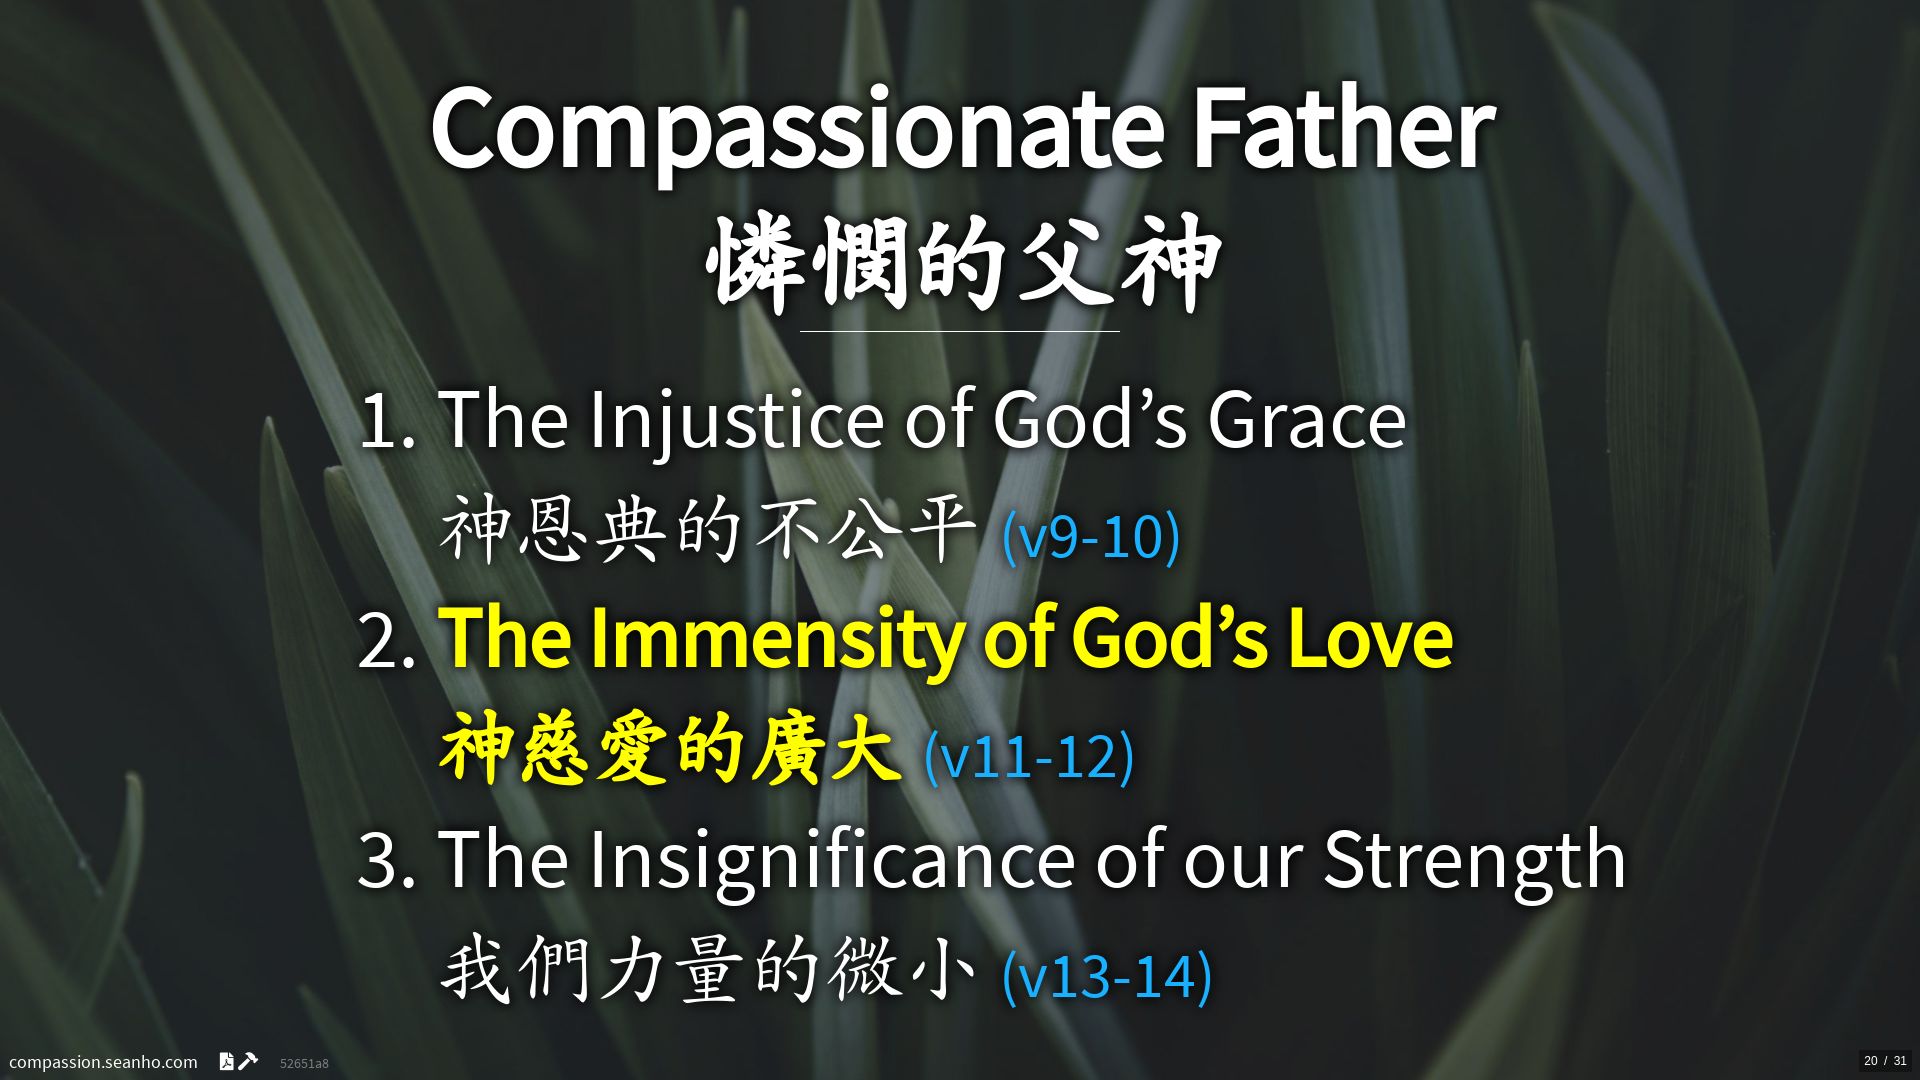 Compassionate Father
憐憫的父神
1. The Injustice of God’s Grace
神恩典的不公平 (v9-10)
2. The Immensity of God’s Love
神慈愛的廣大 (v11-12)
3. The Insignificance of our Strength
我們力量的微小 (v13-14)
compassion.seanho.com 52651a8
20 / 31